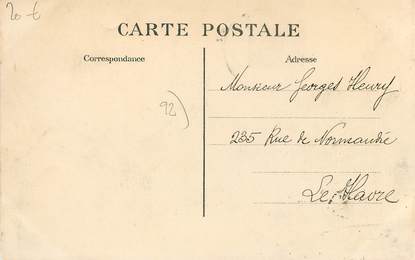 20 €
CARTE POSTALE
Correspondance
Adresse
Monsieur Georges Henry
92)
235 Rue de Normandie
Le Havre